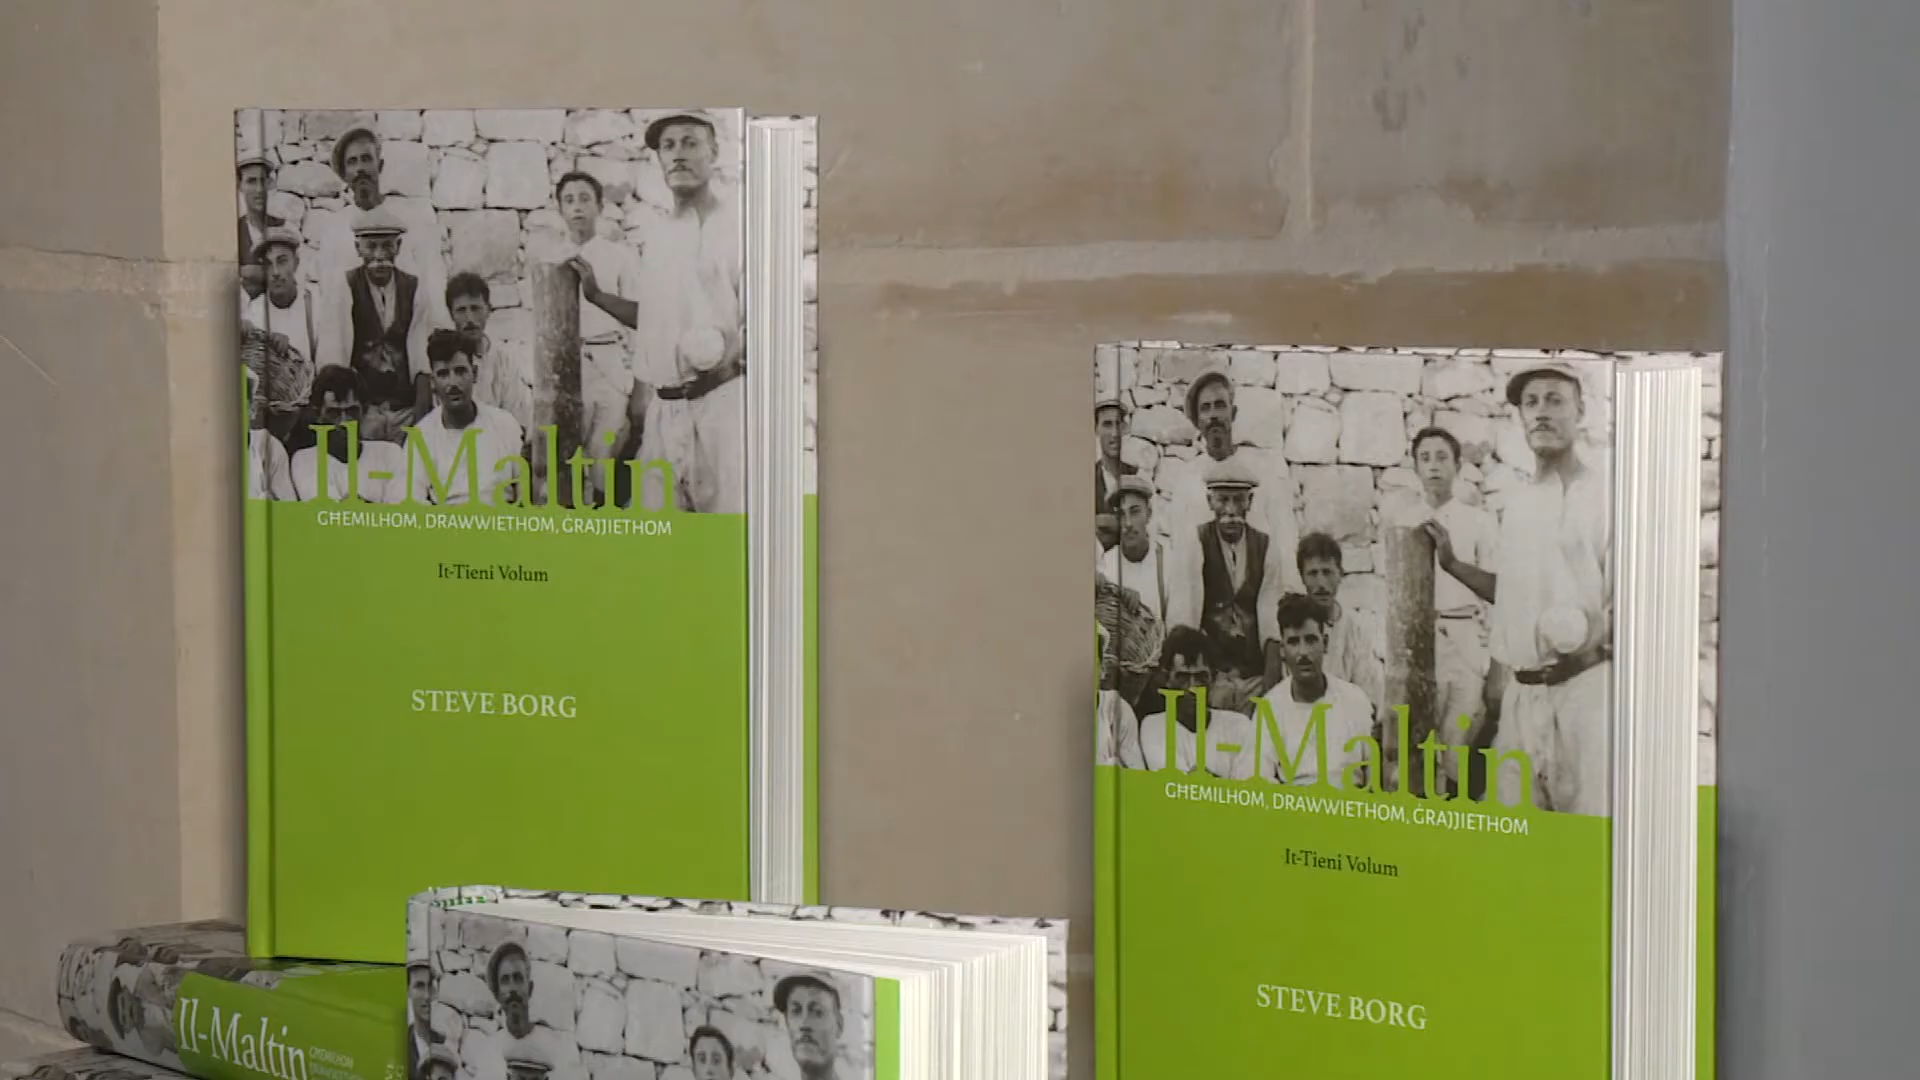 Il-Maltin
GĦEMILHOM, DRAWWIETHOM, ĠRAJJIETHOM
It-Tieni Volum
STEVE BORG
Il-Maltin
GĦEMILHOM, DRAWWIETHOM, ĠRAJJIETHOM
It-Tieni Volum
STEVE BORG
Il-Maltin
GĦEMILHOM